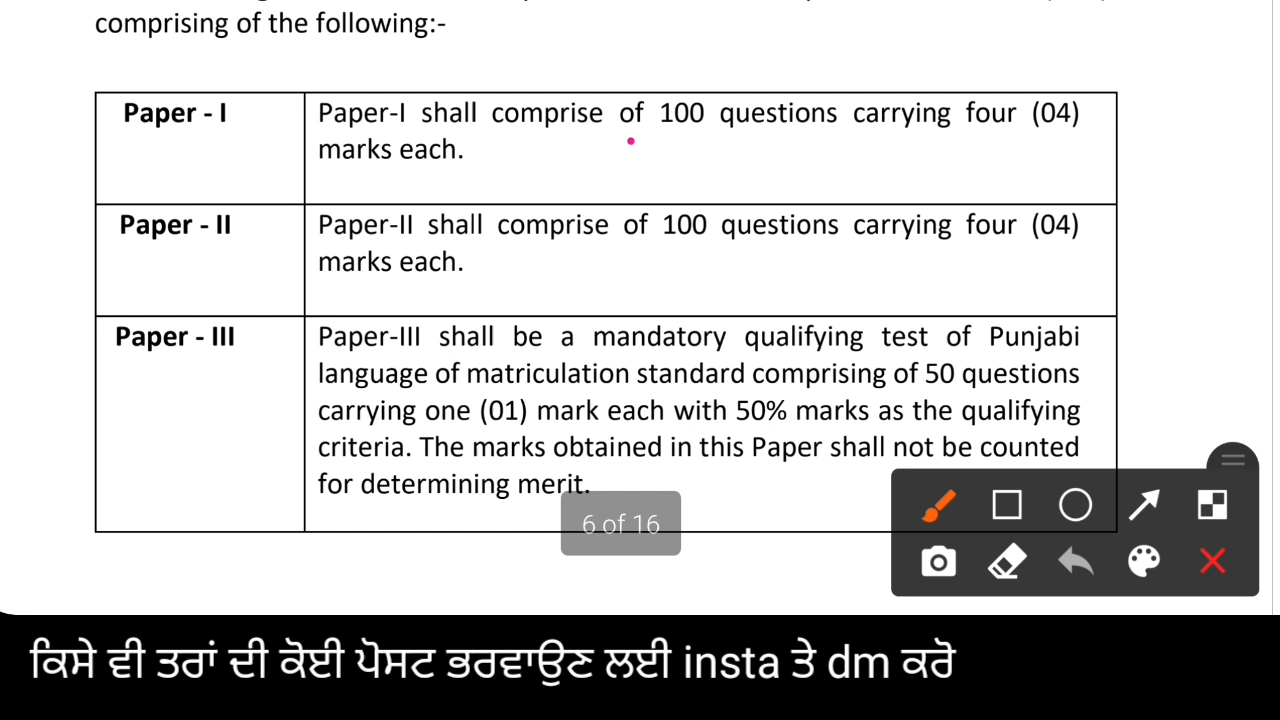 comprising of the following:-
Paper - I
Paper-I shall comprise of 100 questions carrying four (04)
marks each.
Paper - II
Paper-II shall comprise of 100 questions carrying four (04)
marks each.
Paper - III
Paper-III shall be a mandatory qualifying test of Punjabi
language of matriculation standard comprising of 50 questions
carrying one (01) mark each with 50% marks as the qualifying
criteria. The marks obtained in this Paper shall not be counted
for determining merit.
6 of 16
ਕਿਸੇ ਵੀ ਤਰਾਂ ਦੀ ਕੋਈ ਪੋਸਟ ਭਰਵਾਉਣ ਲਈ insta ਤੇ dm ਕਰੋ